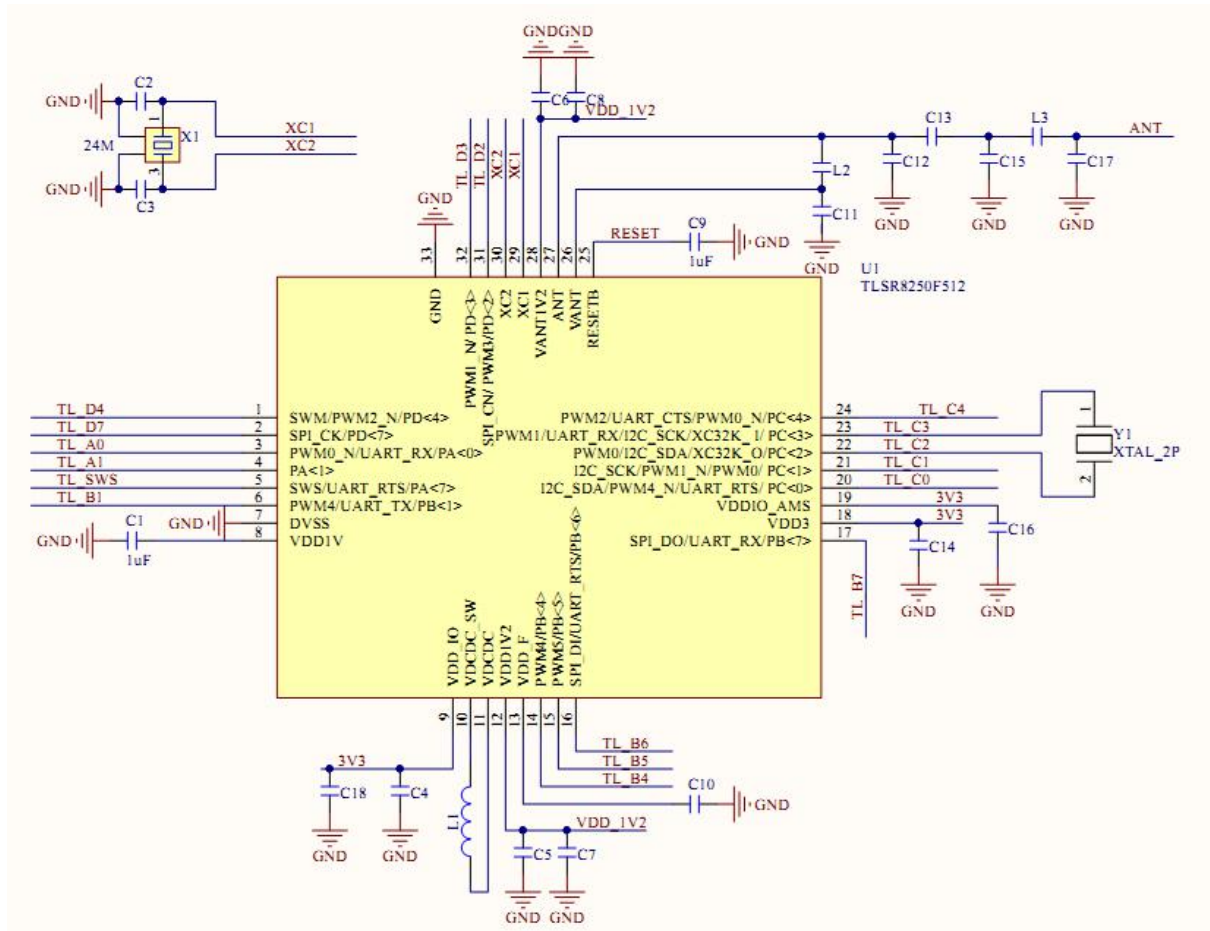 GND GND
C2
GND
1
X1
XC1
24M
XC2
3
GND
C3
C6 C8
VDD_1V2
C13 L3 ANT
C12 C15 C17
L2
GND GND GND
C11
GND
TL_D3
TL_D2
XC2
XC1
GND
RESET
C9
GND
1uF
33 32 31 30 29 28 27 26 25
U1
TLSR8250F512
GND
PWM1_N/PD<3>
SPI_CN/PWM3/PD<2>
XC2
XC1
VANT1V2
ANT
VANT
RESETB
TL_D4 1 SWM/PWM2_N/PD<4>
TL_D7 2 SPI_CK/PD<7>
TL_A0 3 PWM0_N/UART_RX/PA<0>
TL_A1 4 PA<1>
TL_SWS 5 SWS/UART_RTS/PA<7>
TL_B1 6 PWM4/UART_TX/PB<1>
GND 7 DVSS
GND C1 8 VDD1V
1uF
PWM2/UART_CTS/PWM0_N/PC<4> 24 TL_C4
PWM1/UART_RX/I2C_SCK/XC32K_I/PC<3> 23 TL_C3
PWM0/I2C_SDA/XC32K_O/PC<2> 22 TL_C2
I2C_SCK/PWM1_N/PWM0/PC<1> 21 TL_C1
I2C_SDA/PWM4_N/UART_RTS/PC<0> 20 TL_C0
VDDIO_AMS 19 3V3
VDD3 18 3V3
SPI_DO/UART_RX/PB<7> 17
1
Y1
XTAL_2P
2
C14 C16
GND GND
TL_B7
VDD_IO
VDCDC_SW
VDCDC
VDD1V2
VDD_F
PWM4/PB<4>
PWM5/PB<5>
SPI_DI/UART_RTS/PB<6>
9 10 11 12 13 14 15 16
TL_B6
TL_B5
TL_B4
3V3
C18 C4
L1
C10
GND
VDD_1V2
GND GND
C5 C7
GND GND